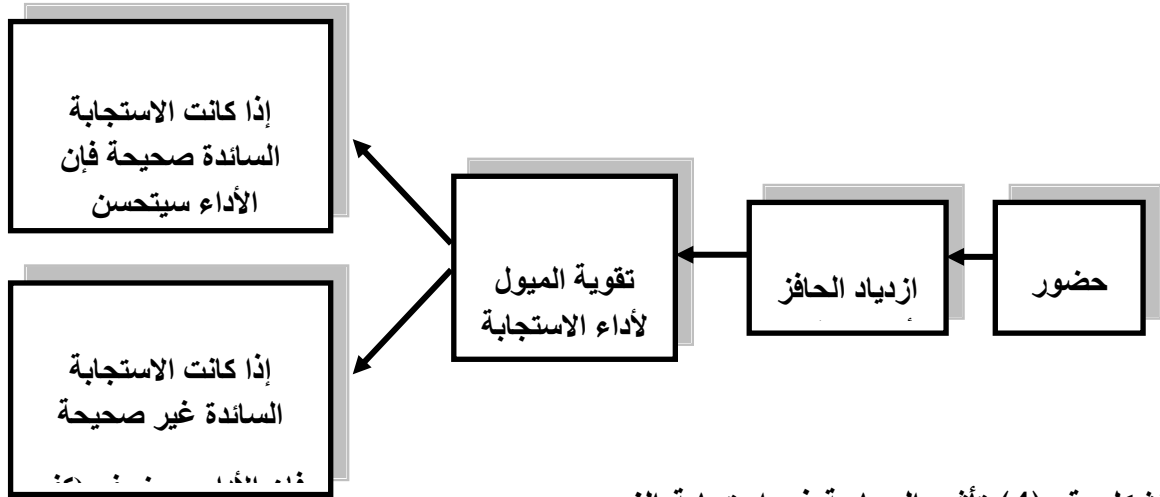 حضور
ازدياد الحافز
تقوية الميول
لأداء الاستجابة
إذا كانت الاستجابة
السائدة صحيحة فإن
الأداء سيتحسن
إذا كانت الاستجابة
السائدة غير صحيحة